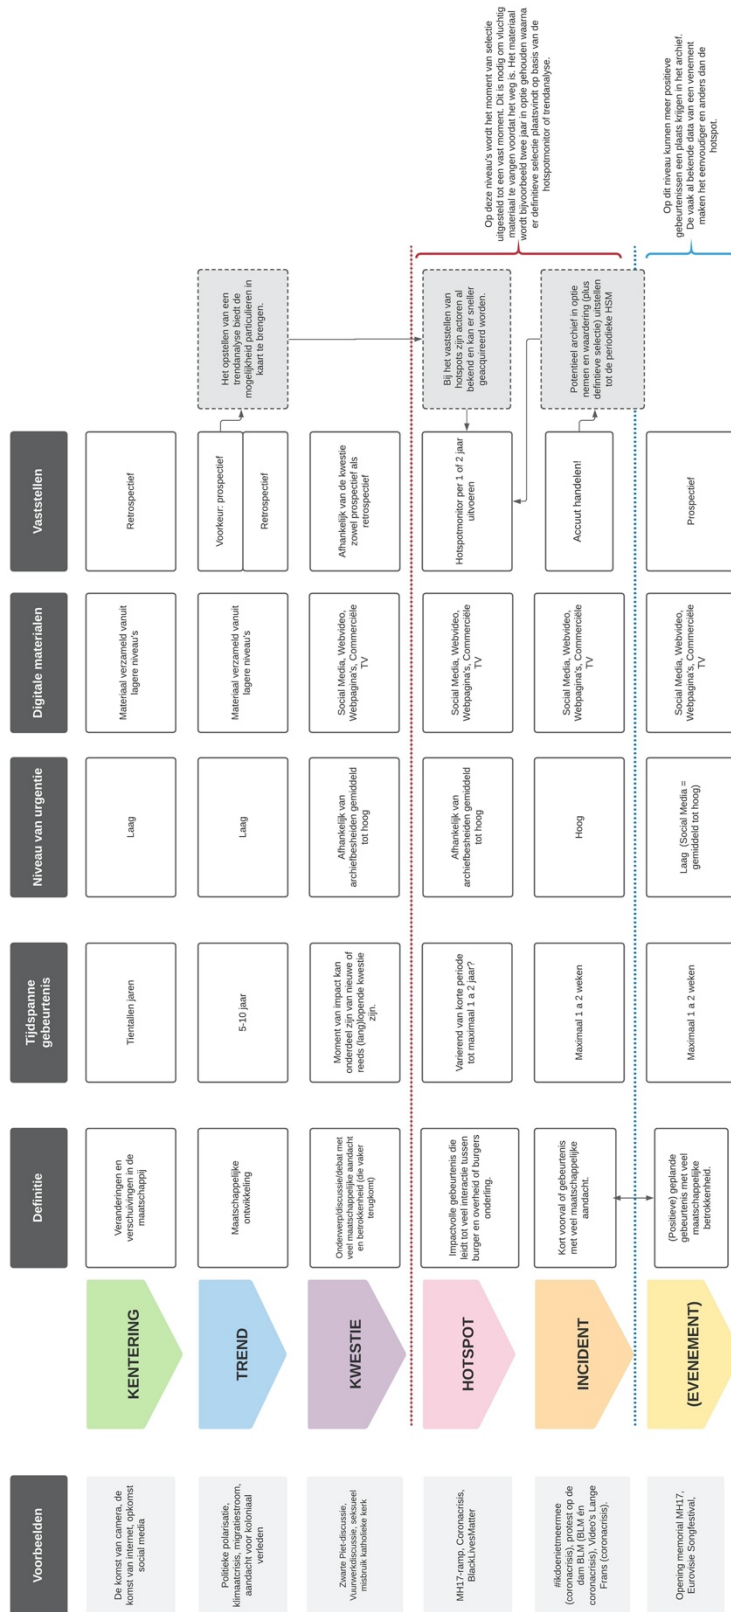 Voorbeelden
Definitie
Tijdspanne
gebeurtenis
Niveau van urgentie
Digitale materialen
Vaststellen
De komst van camera, de
komst van internet, opkomst
social media
KENTERING
Veranderingen en
verschuivingen in de
maatschappij
Tientallen jaren
Laag
Materiaal verzameld vanuit
lagere niveau's
Retrospectief
Politieke polarisatie,
klimaatcrisis, migratiestroom,
aandacht voor koloniaal
verleden
TREND
Maatschappelijke
ontwikkeling
5-10 jaar
Laag
Materiaal verzameld vanuit
lagere niveau's
Voorkeur: prospectief
Retrospectief
Het opstellen van een
trendanalyse biedt de
mogelijkheid particulieren in
kaart te brengen.
Zwarte Piet-discussie,
Vuurwerkdiscussie, seksueel
misbruik katholieke kerk
KWESTIE
Onderwerp/discussie/debat met
veel maatschappelijke aandacht
en betrokkenheid (die vaker
terugkomt)
Moment van impact kan
onderdeel zijn van nieuwe of
reeds (lang)lopende kwestie
zijn.
Afhankelijk van
archiefbesheiden gemiddeld
tot hoog
Social Media, Webvideo,
Webpagina's, Commerciële
TV
Afhankelijk van de kwestie
zowel prospectief als
retrospectief
MH17-ramp, Coronacrisis,
BlackLivesMatter
HOTSPOT
Impactvolle gebeurtenis die
leidt tot veel interactie tussen
burger en overheid of burgers
onderling.
Varierend van korte periode
tot maximaal 1 a 2 jaar?
Afhankelijk van
archiefbesheiden gemiddeld
tot hoog
Social Media, Webvideo,
Webpagina's, Commerciële
TV
Hotspotmonitor per 1 of 2 jaar
uitvoeren
Bij het vaststellen van
hotspots zijn actoren al
bekend en kan er sneller
geacquireerd worden.
Op deze niveau's wordt het moment van selectie
uitgesteld tot een vast moment. Dit is nodig om vluchtig
materiaal te vangen voordat het weg is. Het materiaal
wordt bijvoorbeeld twee jaar in optie gehouden waarna
er definitieve selectie plaatsvindt op basis van de
hotspotmonitor of trendanalyse.
#ikdoenietmeermee
(coronacrisis), protest op de
dam BLM (BLM én
coronacrisis), Video's Lange
Frans (coronacrisis).
INCIDENT
Kort voorval of gebeurtenis
met veel maatschappelijke
aandacht.
Maximaal 1 a 2 weken
Hoog
Social Media, Webvideo,
Webpagina's, Commerciële
TV
Accuut handelen!
Potentieel archief in optie
nemen en waardering (plus
defintieve selectie) uitstellen
tot de periodieke HSM
Opening memorial MH17,
Eurovisie Songfestival,
(EVENEMENT)
(Positieve) geplande
gebeurtenis met veel
maatschappelijke
betrokkenheid.
Maximaal 1 a 2 weken
Laag (Social Media =
gemiddeld tot hoog)
Social Media, Webvideo,
Webpagina's, Commerciële
TV
Prospectief
Op dit niveau kunnen meer positieve
gebeurtenissen een plaats krijgen in het archief.
De vaak al bekende data van een venement
maken het eenvoudiger en anders dan de
hotspot.